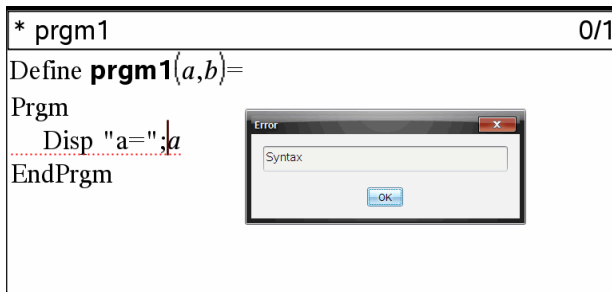 * prgm1 0/1
Define prgm1(a,b)=
Prgm
Disp "a=";a
EndPrgm
Error
x
Syntax
OK